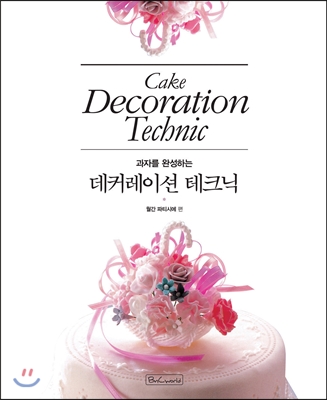 Cake
Decoration
Technic
과자를 완성하는
데커레이션 테크닉
월간 파티시에 편
BnCworld